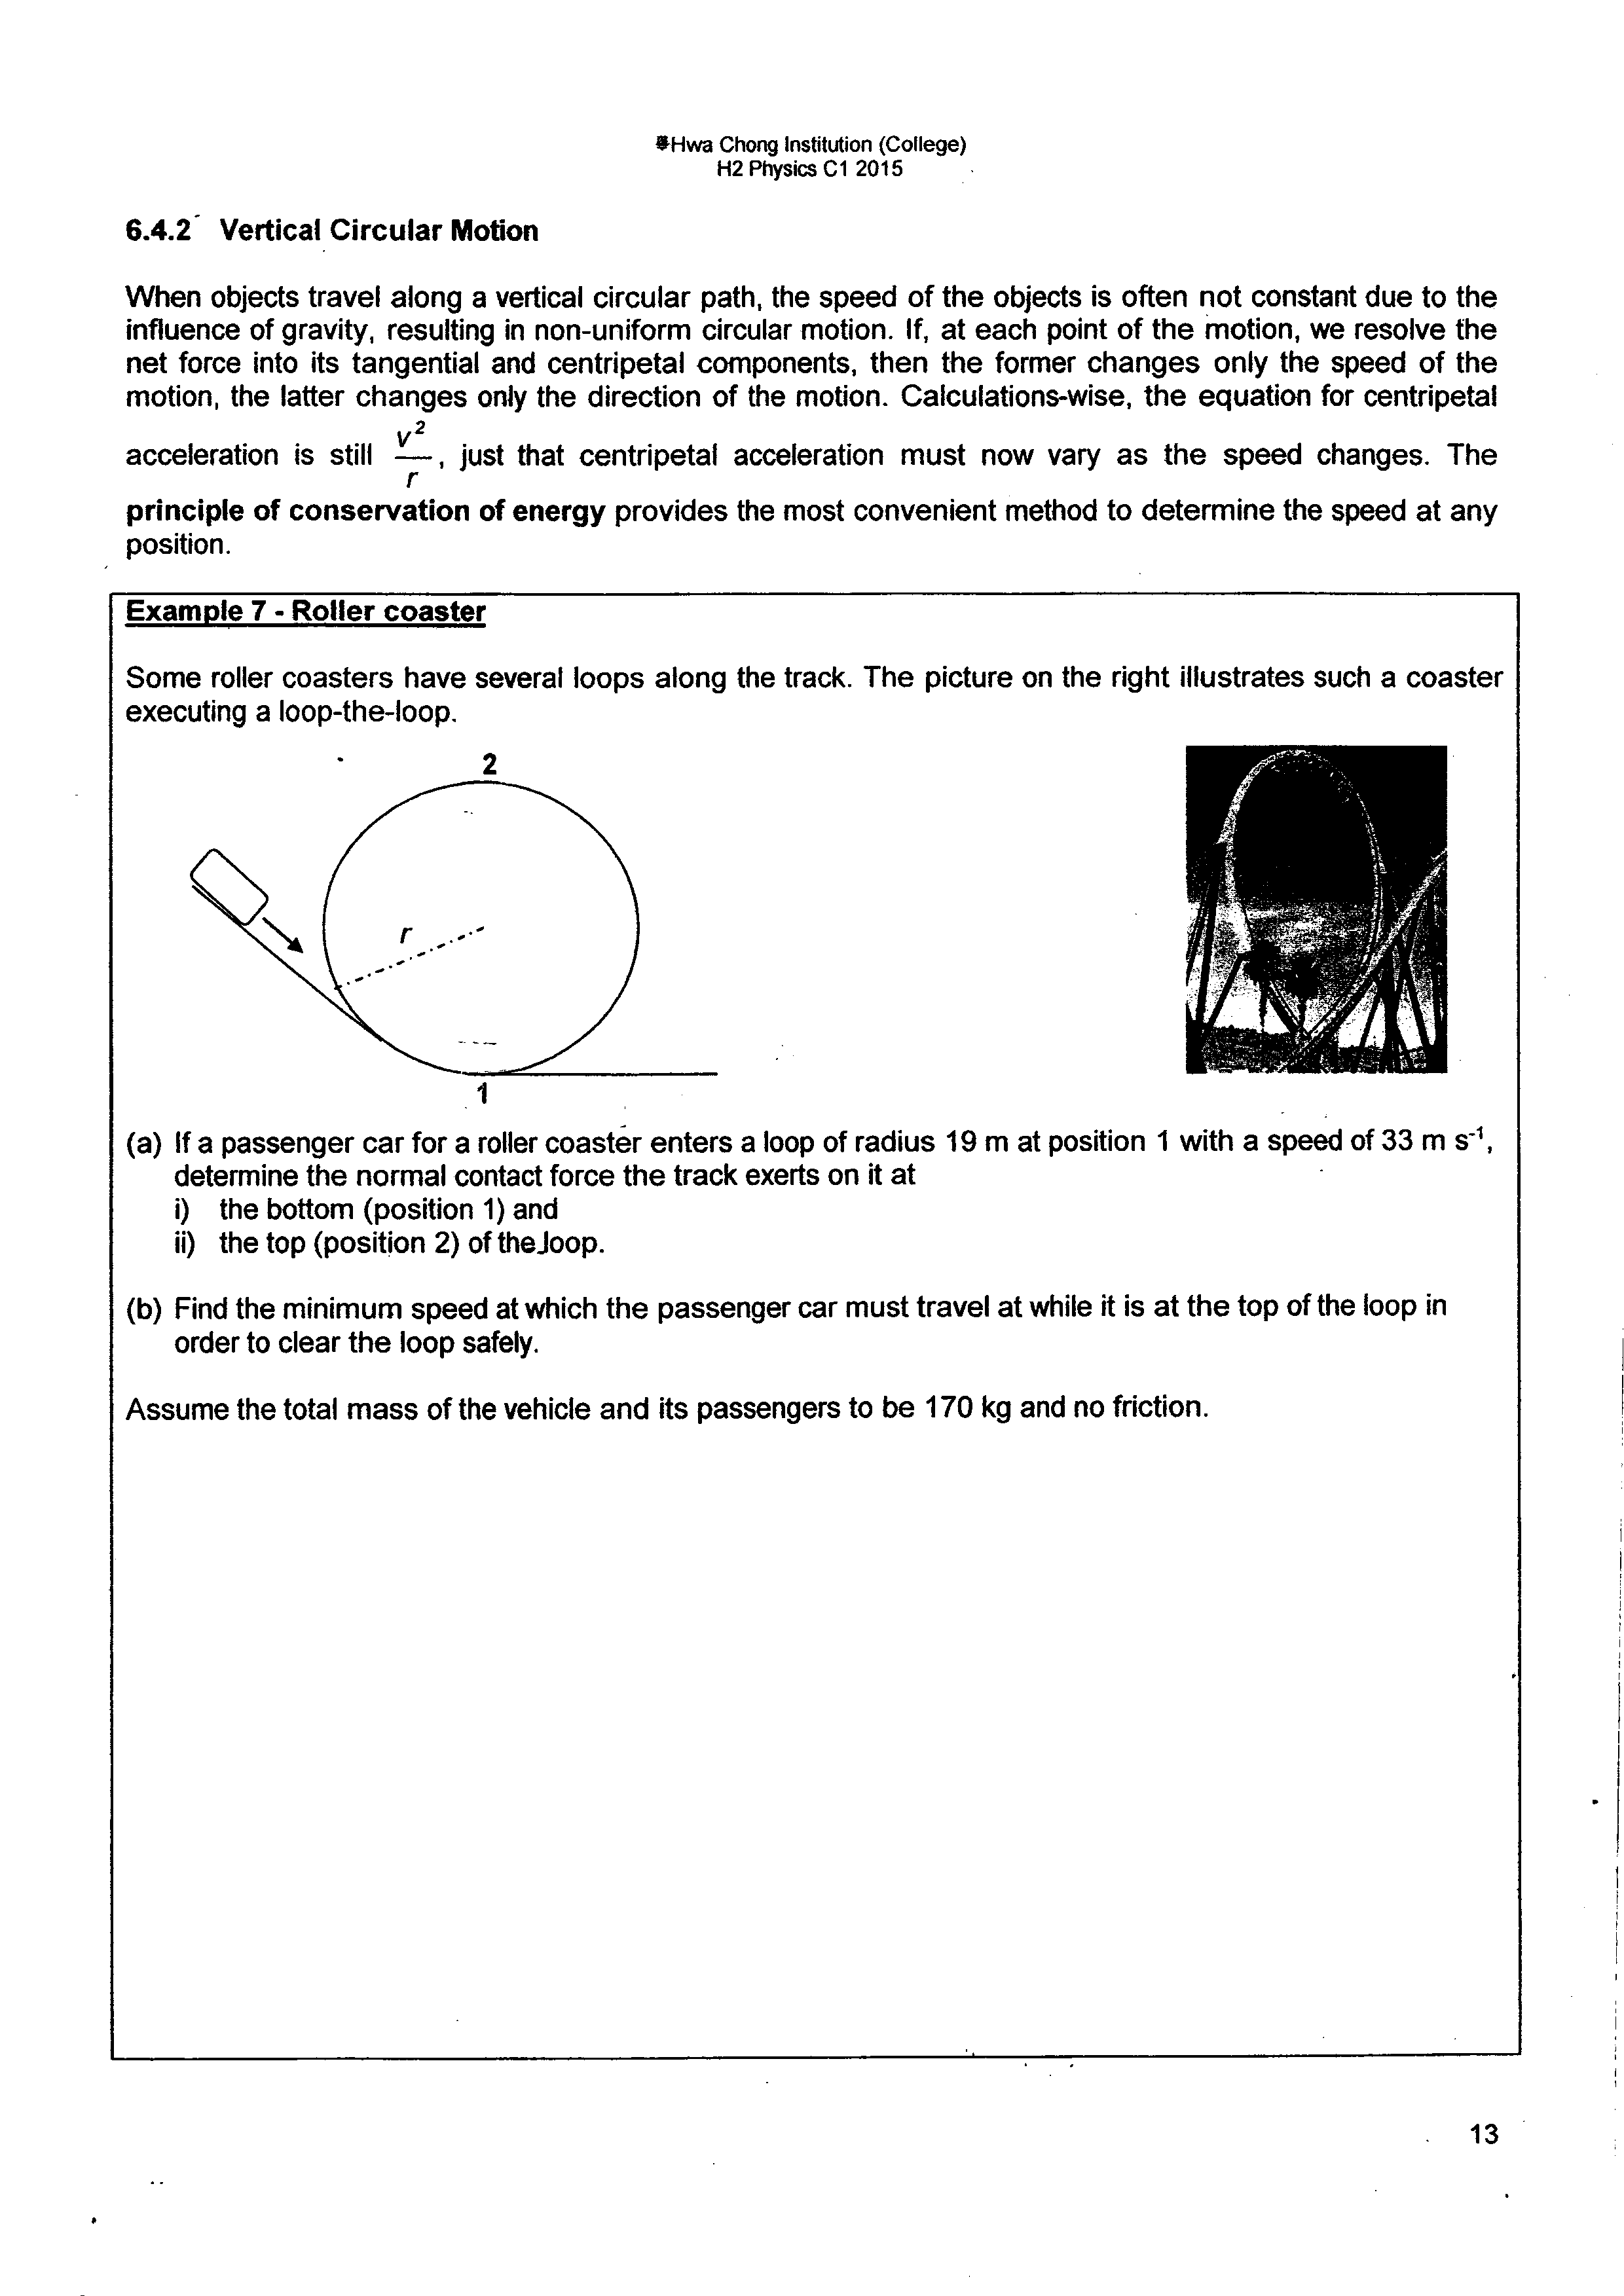 Hwa Chong Institution (College)
H2 Physics C1 2015
6.4.2 Vertical Circular Motion
When objects travel along a vertical circular path, the speed of the objects is often not constant due to the
influence of gravity, resulting in non-uniform circular motion. If, at each point of the motion, we resolve the
net force into its tangential and centripetal components, then the former changes only the speed of the
motion, the latter changes only the direction of the motion. Calculations-wise, the equation for centripetal
acceleration is still v²/r, just that centripetal acceleration must now vary as the speed changes. The
principle of conservation of energy provides the most convenient method to determine the speed at any
position.
Example 7 - Roller coaster
Some roller coasters have several loops along the track. The picture on the right illustrates such a coaster
executing a loop-the-loop.
2
r
1
(a) If a passenger car for a roller coaster enters a loop of radius 19 m at position 1 with a speed of 33 m s⁻¹,
determine the normal contact force the track exerts on it at
i) the bottom (position 1) and
ii) the top (position 2) of the loop.
(b) Find the minimum speed at which the passenger car must travel at while it is at the top of the loop in
order to clear the loop safely.
Assume the total mass of the vehicle and its passengers to be 170 kg and no friction.
13